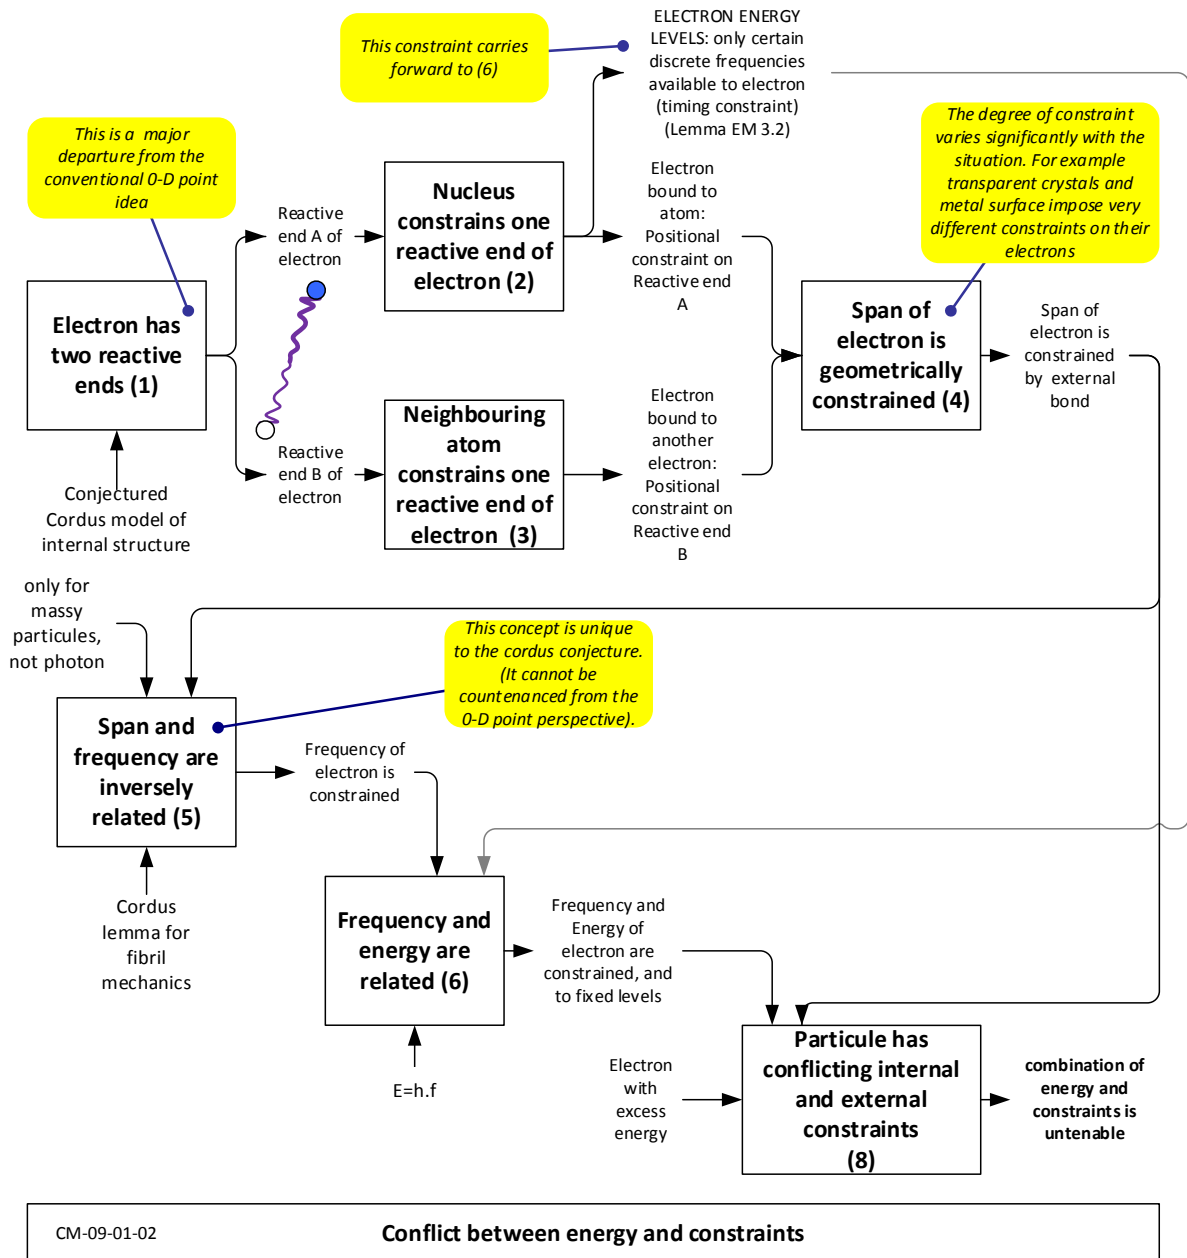 This constraint carries
forward to (6)
ELECTRON ENERGY
LEVELS: only certain
discrete frequencies
available to electron
(timing constraint)
(Lemma EM 3.2)
The degree of constraint
varies significantly with the
situation. For example
transparent crystals and
metal surface impose very
different constraints on their
electrons
This is a major
departure from the
conventional 0-D point
idea
Reactive
end A of
electron
Nucleus
constrains one
reactive end of
electron (2)
Electron
bound to
atom:
Positional
constraint on
Reactive end
A
Electron has
two reactive
ends (1)
Span of
electron is
geometrically
constrained (4)
Span of
electron is
constrained
by external
bond
Reactive
end B of
electron
Neighbouring
atom
constrains one
reactive end of
electron (3)
Electron
bound to
another
electron:
Positional
constraint on
Reactive end
B
Conjectured
Cordus model of
internal structure
only for
massy
particules,
not photon
This concept is unique
to the cordus conjecture.
(It cannot be
countenanced from the
0-D point perspective).
Span and
frequency are
inversely
related (5)
Frequency of
electron is
constrained
Cordus
lemma for
fibril
mechanics
Frequency and
energy are
related (6)
Frequency and
Energy of
electron are
constrained, and
to fixed levels
E=h.f
Electron
with
excess
energy
Particule has
conflicting internal
and external
constraints
(8)
combination of
energy and
constraints is
untenable
CM-09-01-02
Conflict between energy and constraints